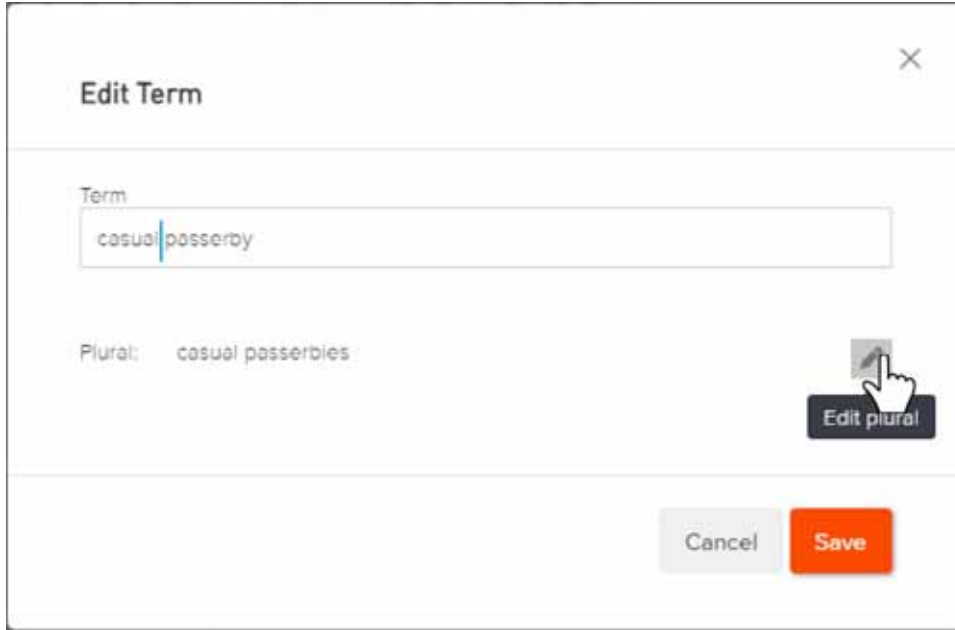 Edit Term
Term
casual passerby
Plural: casual passerbies
Edit plural
Cancel Save